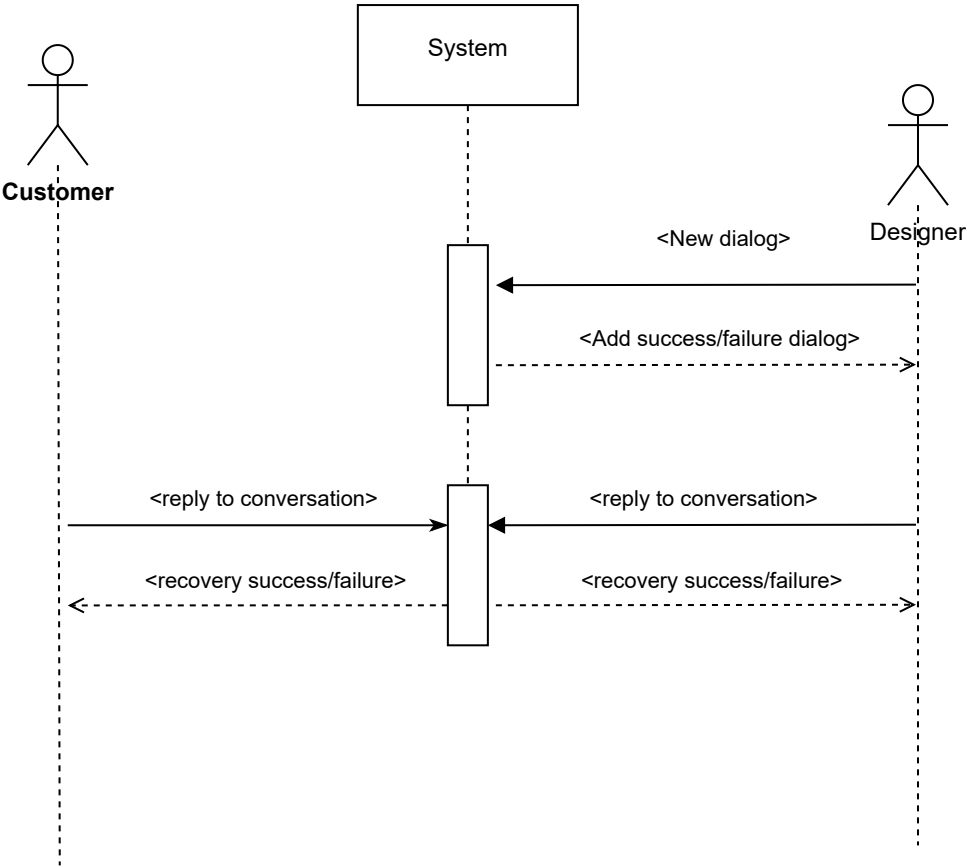 System
Customer
Designer
<New dialog>
<Add success/failure dialog>
<reply to conversation>
<reply to conversation>
<recovery success/failure>
<recovery success/failure>